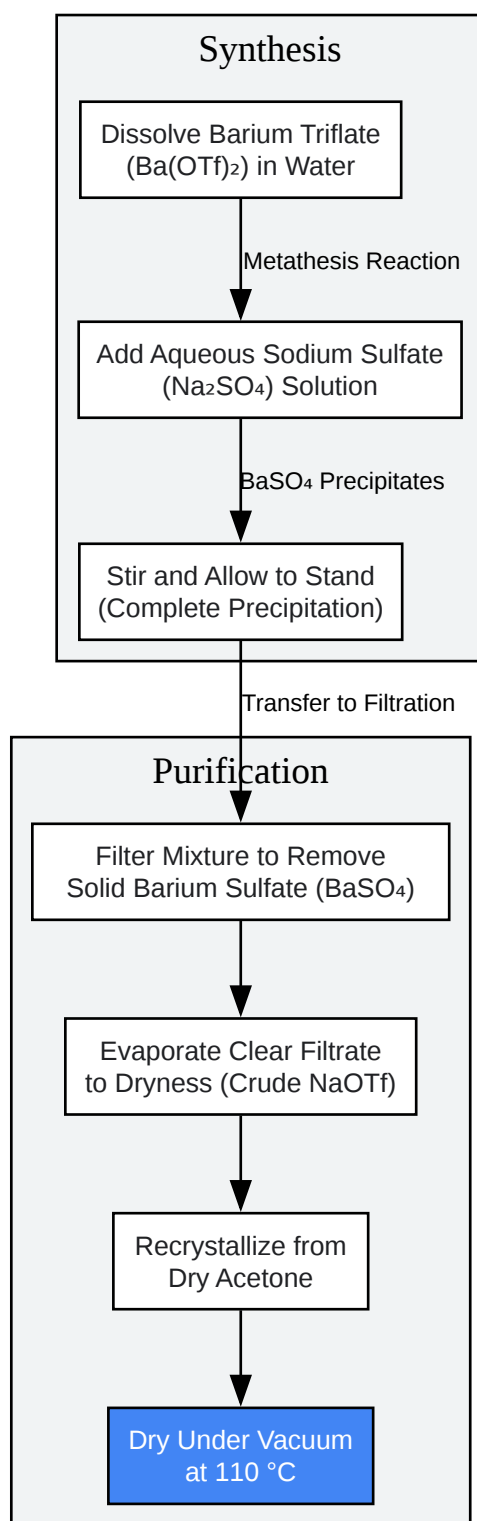 Synthesis
Dissolve Barium Triflate
(Ba(OTf)₂) in Water
Metathesis Reaction
Add Aqueous Sodium Sulfate
(Na₂SO₄) Solution
BaSO₄ Precipitates
Stir and Allow to Stand
(Complete Precipitation)
Transfer to Filtration
Purification
Filter Mixture to Remove
Solid Barium Sulfate (BaSO₄)
Evaporate Clear Filtrate
to Dryness (Crude NaOTf)
Recrystallize from
Dry Acetone
Dry Under Vacuum
at 110 °C